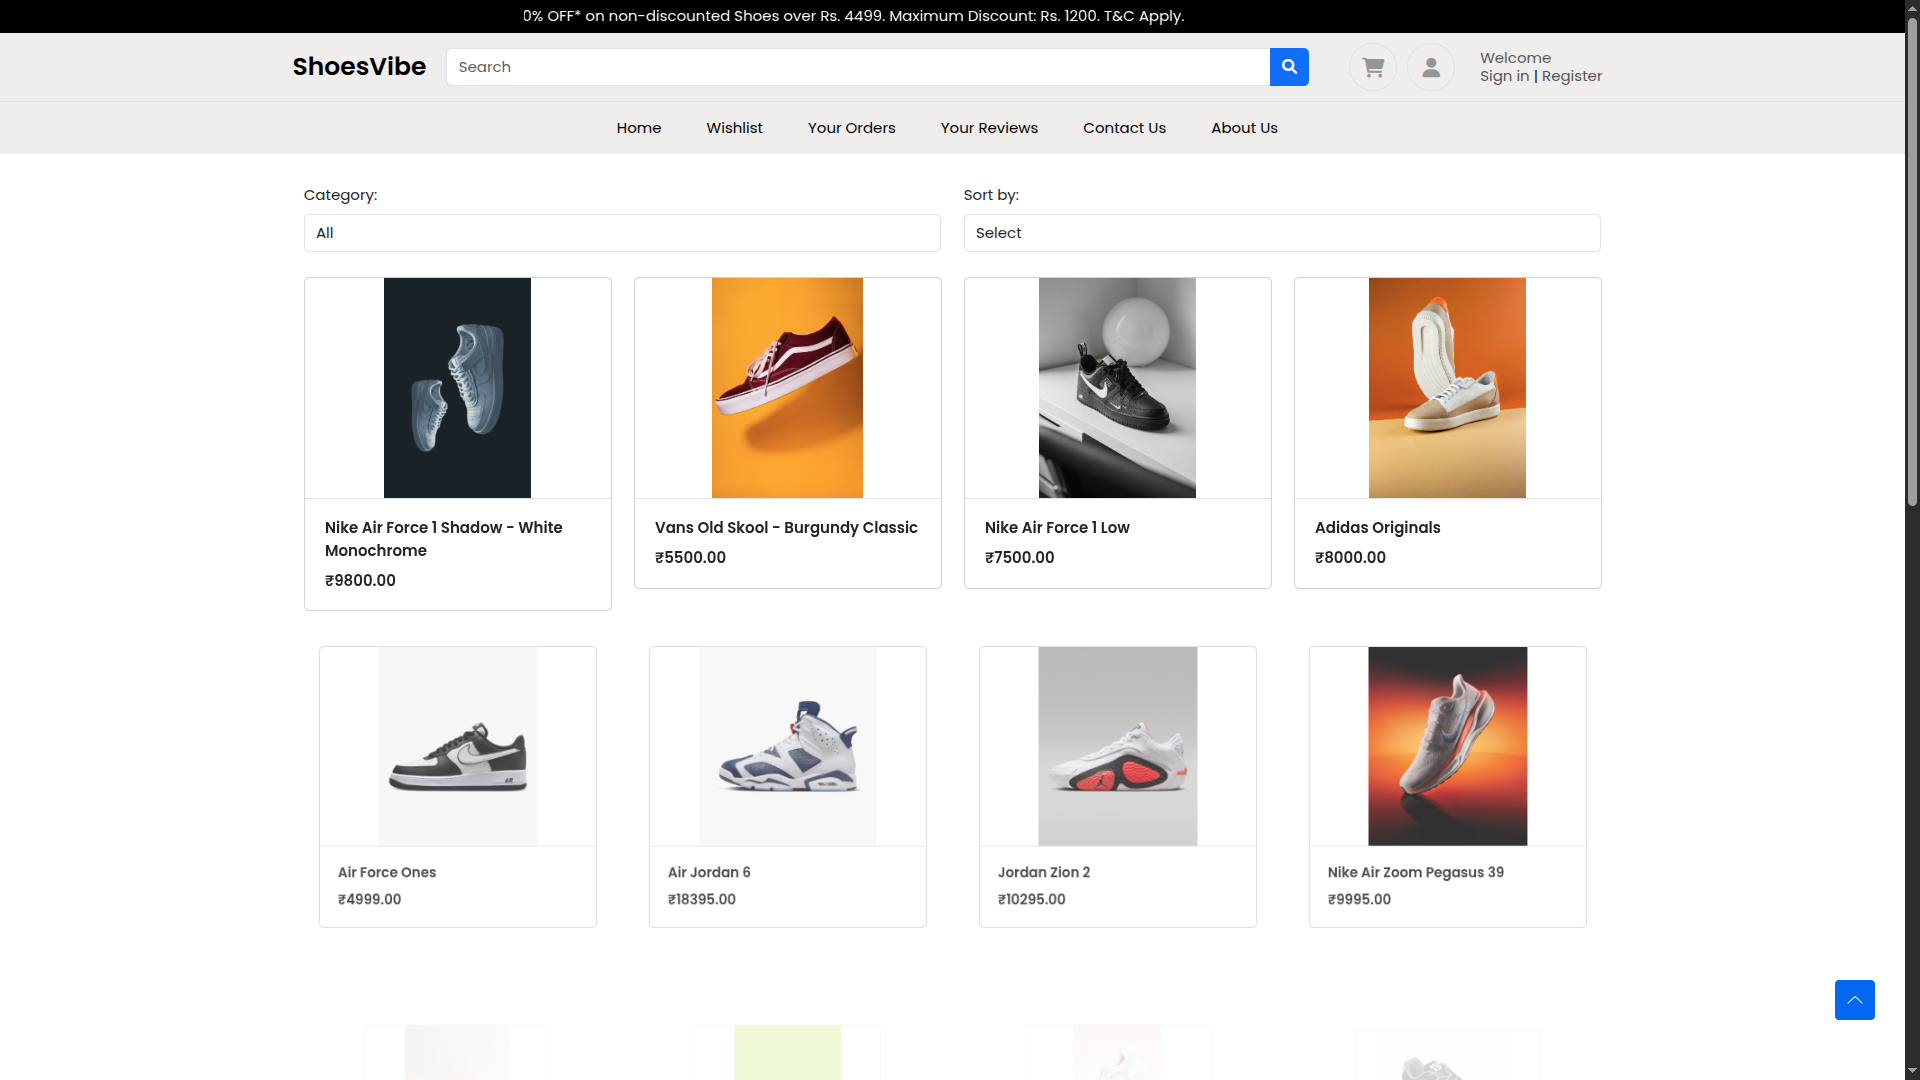 0% OFF* on non-discounted Shoes over Rs. 4499. Maximum Discount: Rs. 1200. T&C Apply.
ShoesVibe
Search
Welcome
Sign in | Register
Home
Wishlist
Your Orders
Your Reviews
Contact Us
About Us
Category:
Sort by:
All
Select
Nike Air Force 1 Shadow - White
Monochrome
₹9800.00
Vans Old Skool - Burgundy Classic
₹5500.00
Nike Air Force 1 Low
₹7500.00
Adidas Originals
₹8000.00
Air Force Ones
₹4999.00
Air Jordan 6
₹18395.00
Jordan Zion 2
₹10295.00
Nike Air Zoom Pegasus 39
₹9995.00